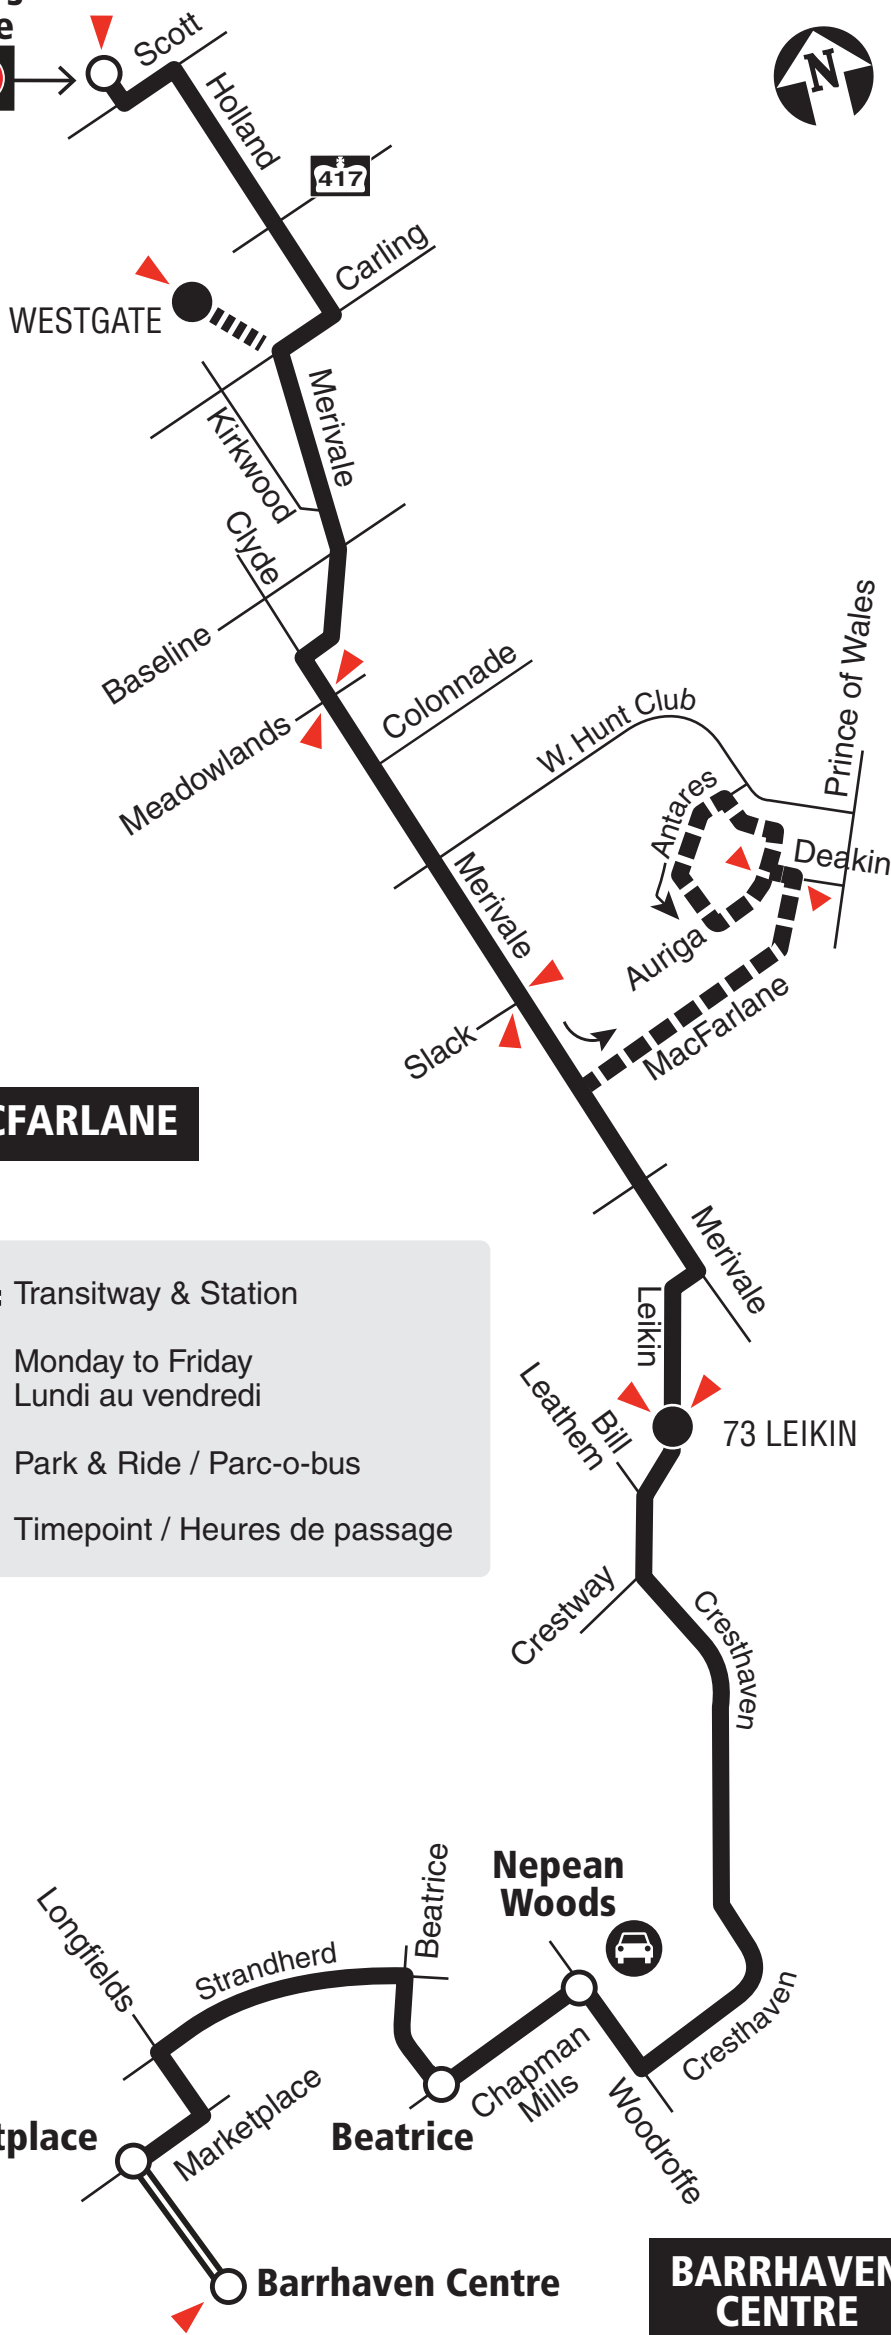 Scott
N
Holland
417
Carling
WESTGATE
Merivale
Kirkwood
Clyde
Baseline
Prince of Wales
Colonnade
W. Hunt Club
Meadowlands
Antares
Deakin
Merivale
Auriga
MacFarlane
Slack
CFARLANE
Merivale
Transitway & Station
Leikin
Monday to Friday
Lundi au vendredi
Bill
Leathem
73 LEIKIN
Park & Ride / Parc-o-bus
Timepoint / Heures de passage
Crestway
Cresthaven
Nepean
Woods
Beatrice
Longfields
Strandherd
Cresthaven
Chapman
Mills
Marketplace
Woodroffe
tplace
Beatrice
Barrhaven Centre
BARRHAVEN
CENTRE